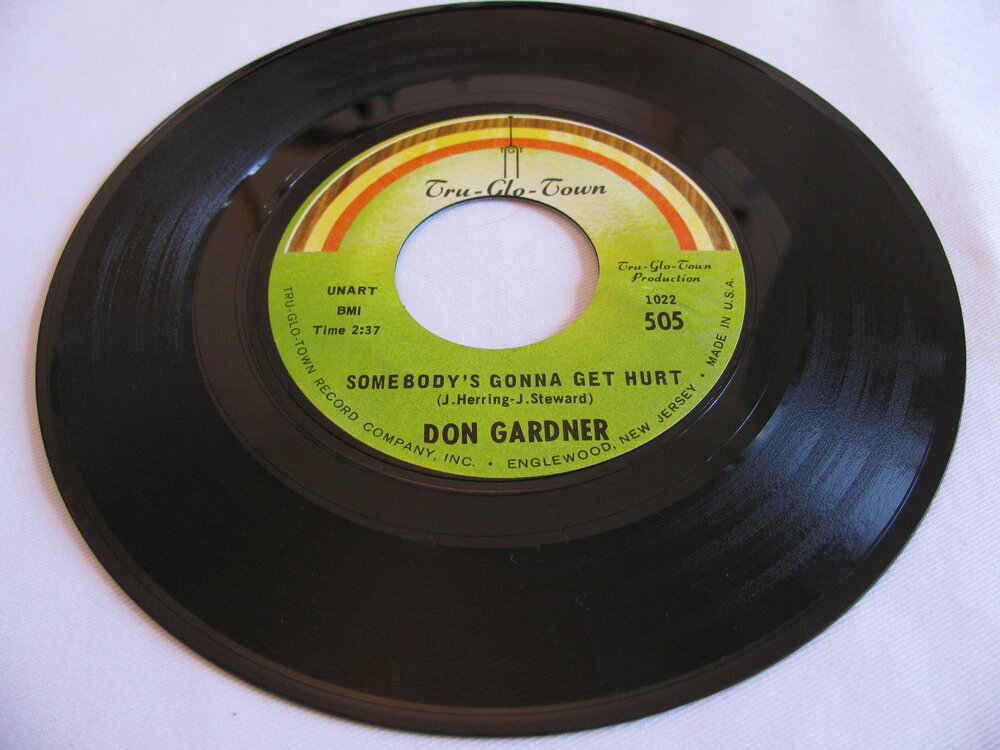 TGT
Tru-Glo-Town
UNART
BMI
Time 2:37
Tru-Glo-Town
Production
1022
505
SOMEBODY'S GONNA GET HURT
(J.Herring-J.Steward)
DON GARDNER
TRU-GLO-TOWN RECORD COMPANY, INC. • ENGLEWOOD, NEW JERSEY • MADE IN U.S.A.